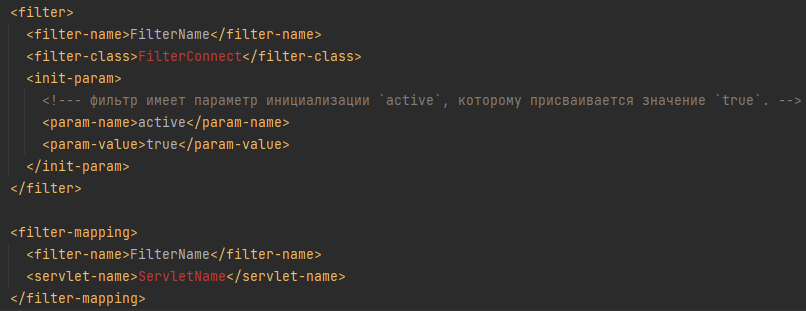 <filter>
<filter-name>FilterName</filter-name>
<filter-class>FilterConnect</filter-class>
<init-param>
<!--- фильтр имеет параметр инициализации `active`, которому присваивается значение `true`. -->
<param-name>active</param-name>
<param-value>true</param-value>
</init-param>
</filter>
<filter-mapping>
<filter-name>FilterName</filter-name>
<servlet-name>ServletName</servlet-name>
</filter-mapping>